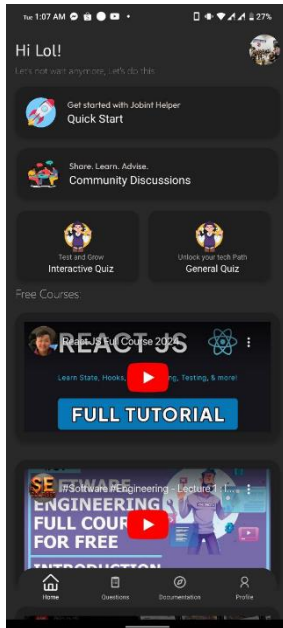 Tue 1:07 AM
27%
Hi Lol!
Let's not wait anymore, Let's do this.
Get started with Jobint Helper
Quick Start
Share. Learn. Advise.
Community Discussions
Test and Grow
Interactive Quiz
Unlock your tech Path
General Quiz
Free Courses:
React JS Full Course 2024
REACT JS
Learn State, Hooks, Testing, & more!
FULL TUTORIAL
SE
#Software #Engineering - Lecture 1: I...
SOFTWARE
ENGINEERING
FULL COUR
FOR FREE
INTRODUCTION
Home
Questions
Documentation
Profile